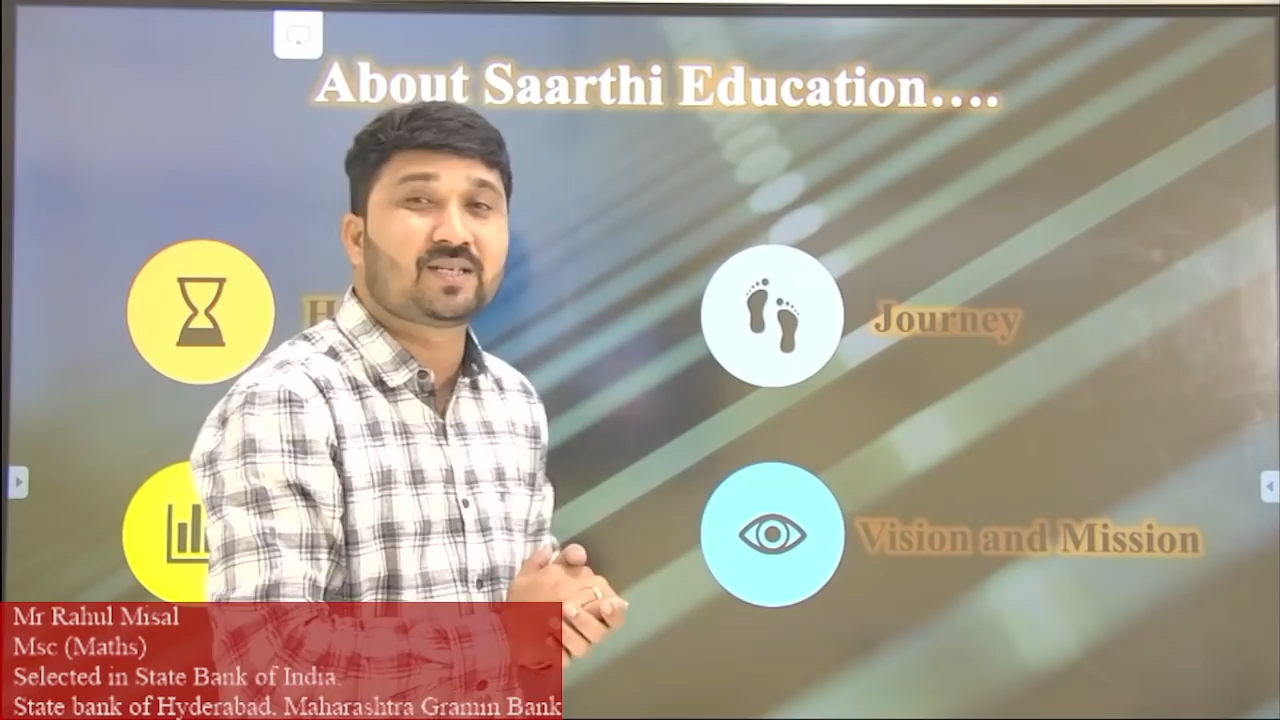 About Saarthi Education....
Journey
Vision and Mission
Mr Rahul Misal
Msc (Maths)
Selected in State Bank of India.
State bank of Hyderabad. Maharashtra Gramin Bank